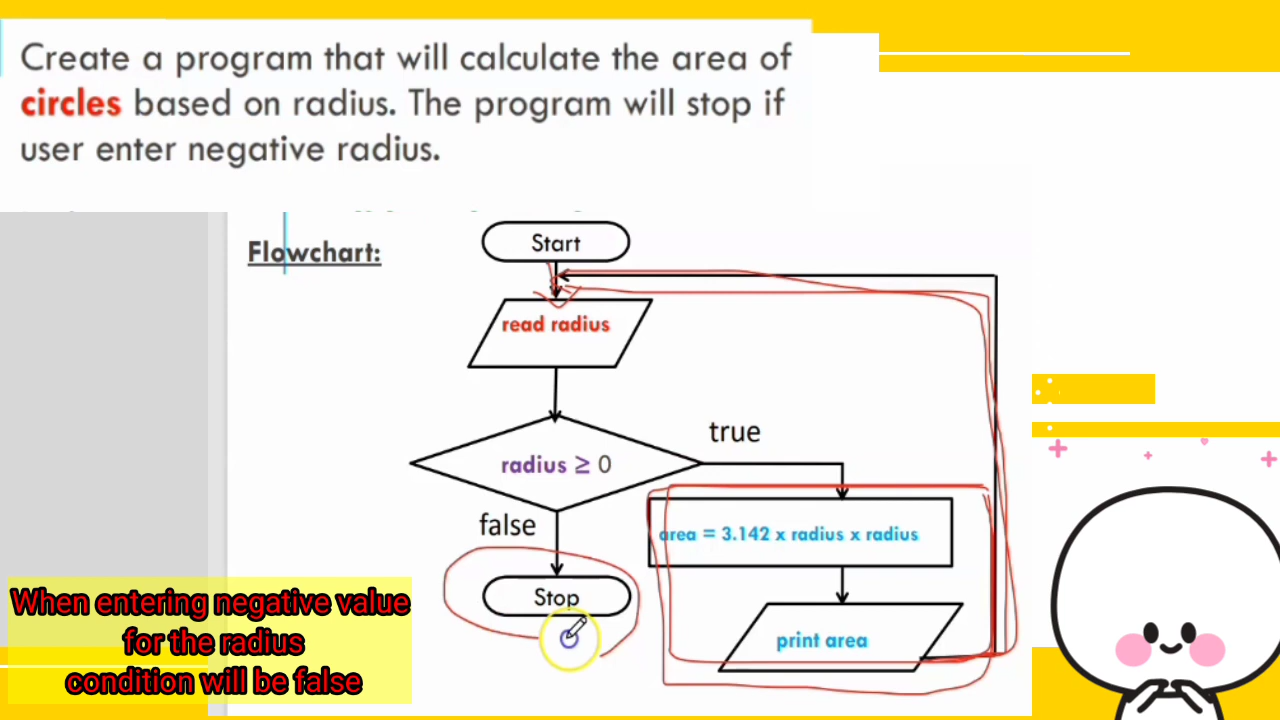 Create a program that will calculate the area of
circles based on radius. The program will stop if
user enter negative radius.
Flowchart:
Start
read radius
true
radius ≥ 0
false
area = 3.142 x radius x radius
Stop
print area
When entering negative value
for the radius
condition will be false